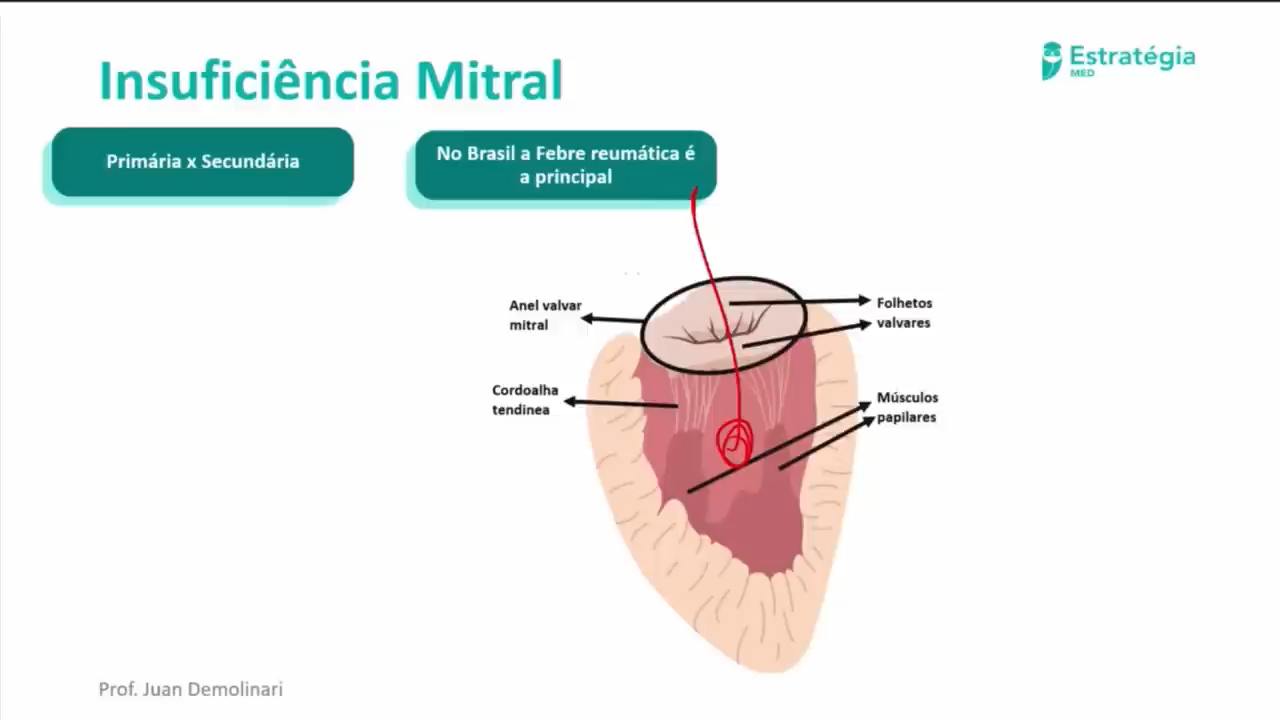 Insuficiência Mitral
Estratégia
MED
Primária x Secundária
No Brasil a Febre reumática é
a principal
Anel valvar
mitral
Folhetos
valvares
Cordoalha
tendinea
Músculos
papilares
Prof. Juan Demolinari